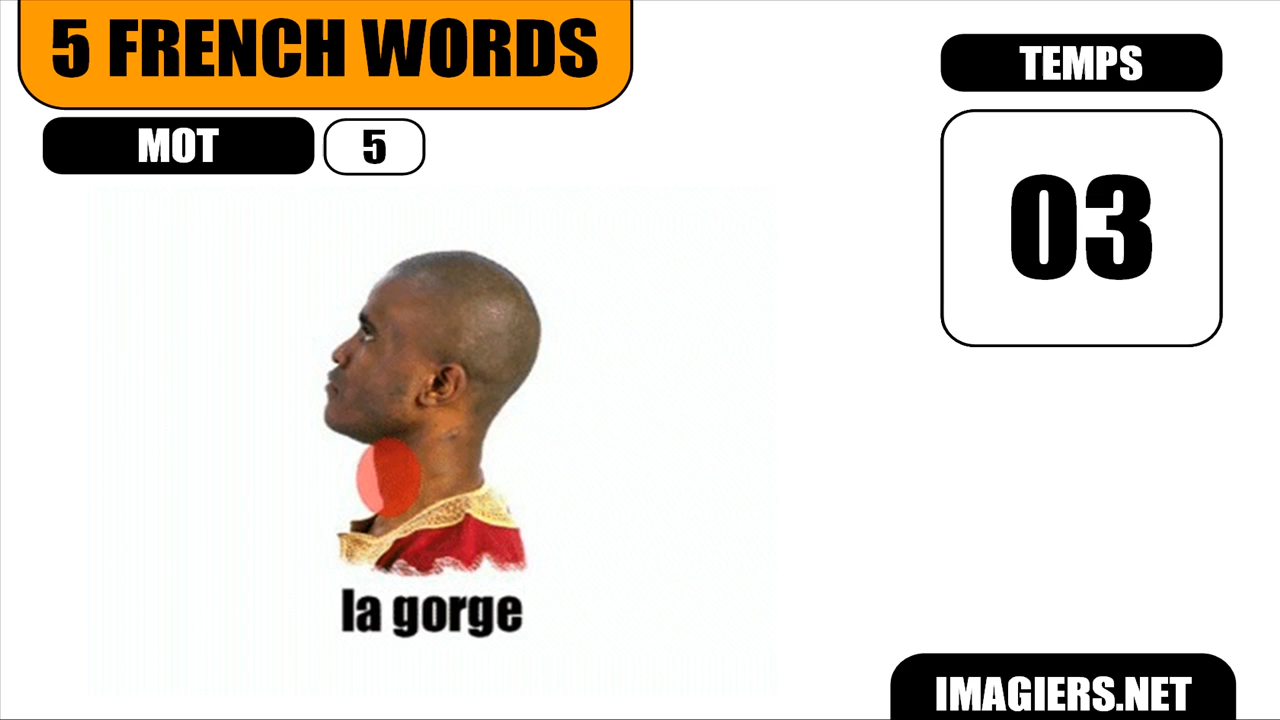 5 FRENCH WORDS
MOT 5
TEMPS
03
la gorge
IMAGIERS.NET